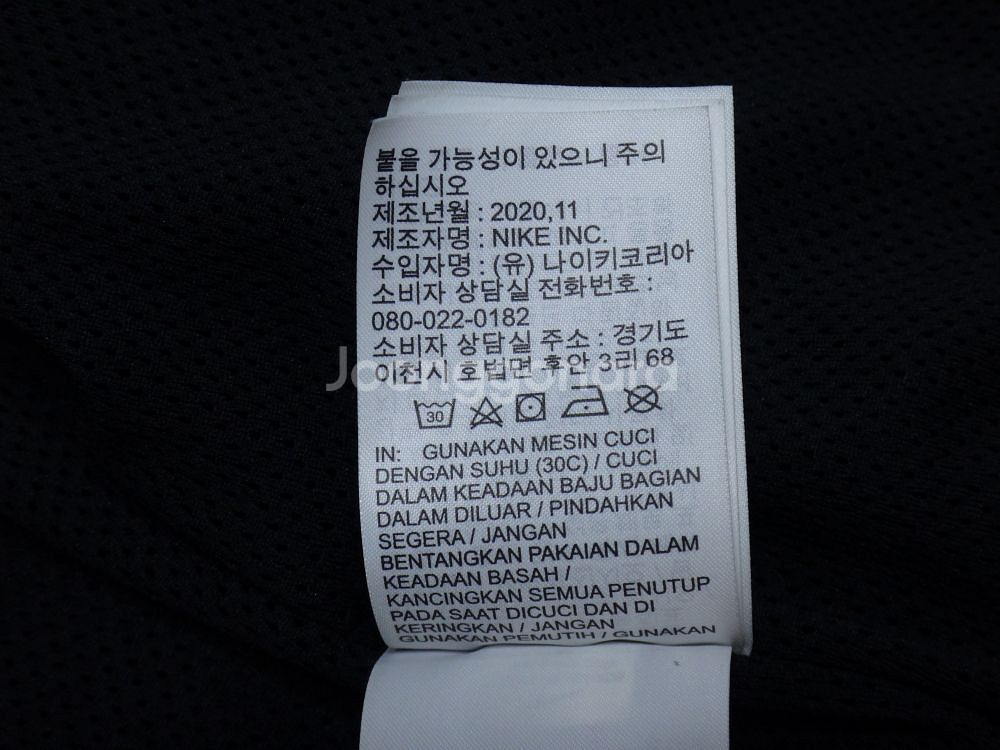 붙을 가능성이 있으니 주의
하십시오
제조년월 : 2020,11
제조자명 : NIKE INC.
수입자명 : (유) 나이키코리아
소비자 상담실 전화번호 :
080-022-0182
소비자 상담실 주소 : 경기도
이천시 호법면 후안 3리 68
Joonggonara
30
IN: GUNAKAN MESIN CUCI
DENGAN SUHU (30C) / CUCI
DALAM KEADAAN BAJU BAGIAN
DALAM DILUAR / PINDAHKAN
SEGERA / JANGAN
BENTANGKAN PAKAIAN DALAM
KEADAAN BASAH /
KANCINGKAN SEMUA PENUTUP
PADA SAAT DICUCI DAN DI
KERINGKAN / JANGAN
GUNAKAN PEMUTIH / GUNAKAN